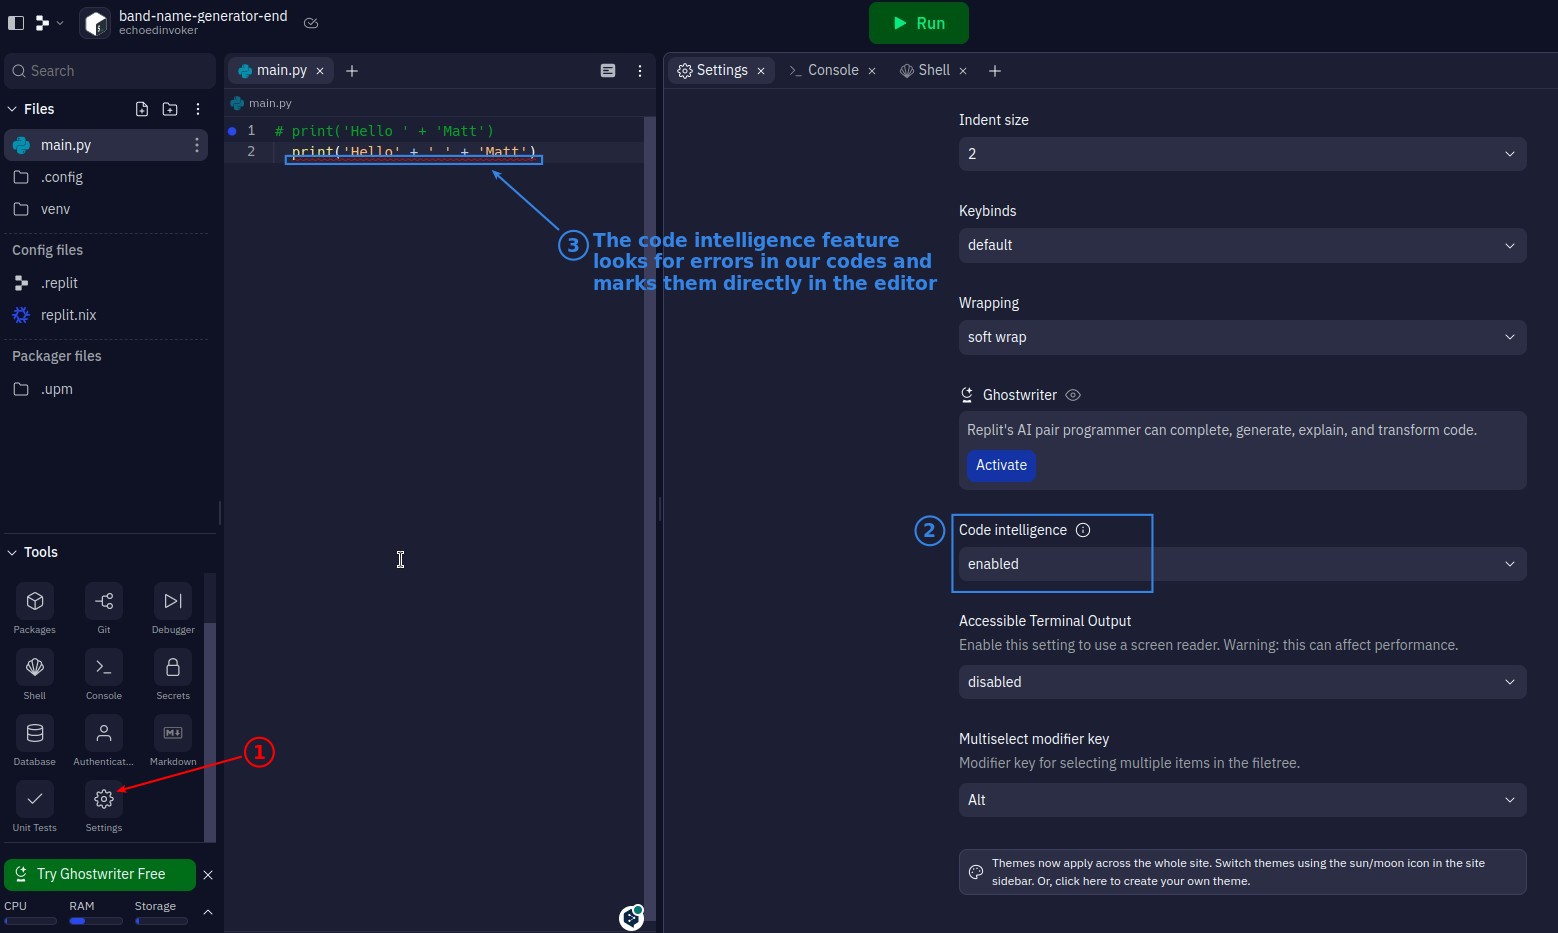 band-name-generator-end
echoedinvoker
Run
Search
Files
main.py
.config
venv
Config files
.replit
replit.nix
Packager files
.upm
Tools
Packages Git Debugger
Shell Console Secrets
Database Authenticat... Markdown
M↓
Unit Tests Settings
1
Try Ghostwriter Free
CPU RAM Storage
main.py
main.py
1 # print('Hello ' + 'Matt')
2 print('Hello' + ' ' + 'Matt')
3 The code intelligence feature
looks for errors in our codes and
marks them directly in the editor
Settings Console Shell
Indent size
2
Keybinds
default
Wrapping
soft wrap
Ghostwriter
Replit's AI pair programmer can complete, generate, explain, and transform code.
Activate
2 Code intelligence
enabled
Accessible Terminal Output
Enable this setting to use a screen reader. Warning: this can affect performance.
disabled
Multiselect modifier key
Modifier key for selecting multiple items in the filetree.
Alt
Themes now apply across the whole site. Switch themes using the sun/moon icon in the site
sidebar. Or, click here to create your own theme.